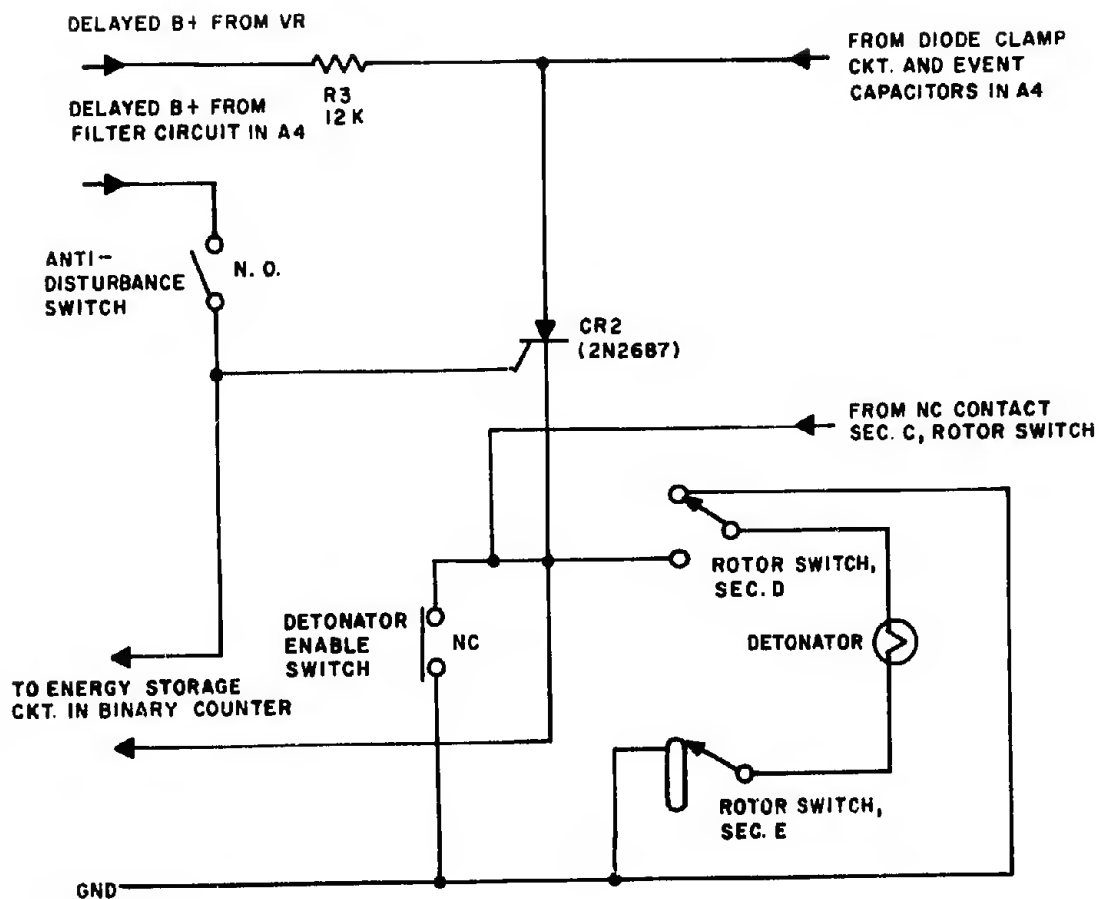 DELAYED B+ FROM VR
FROM DIODE CLAMP
CKT. AND EVENT
CAPACITORS IN A4
R3
12K
DELAYED B+ FROM
FILTER CIRCUIT IN A4
ANTI-
DISTURBANCE
SWITCH
N. O.
CR2
(2N2687)
FROM NC CONTACT
SEC. C, ROTOR SWITCH
ROTOR SWITCH,
SEC. D
DETONATOR
ENABLE
SWITCH
NC
DETONATOR
TO ENERGY STORAGE
CKT. IN BINARY COUNTER
ROTOR SWITCH,
SEC. E
GND